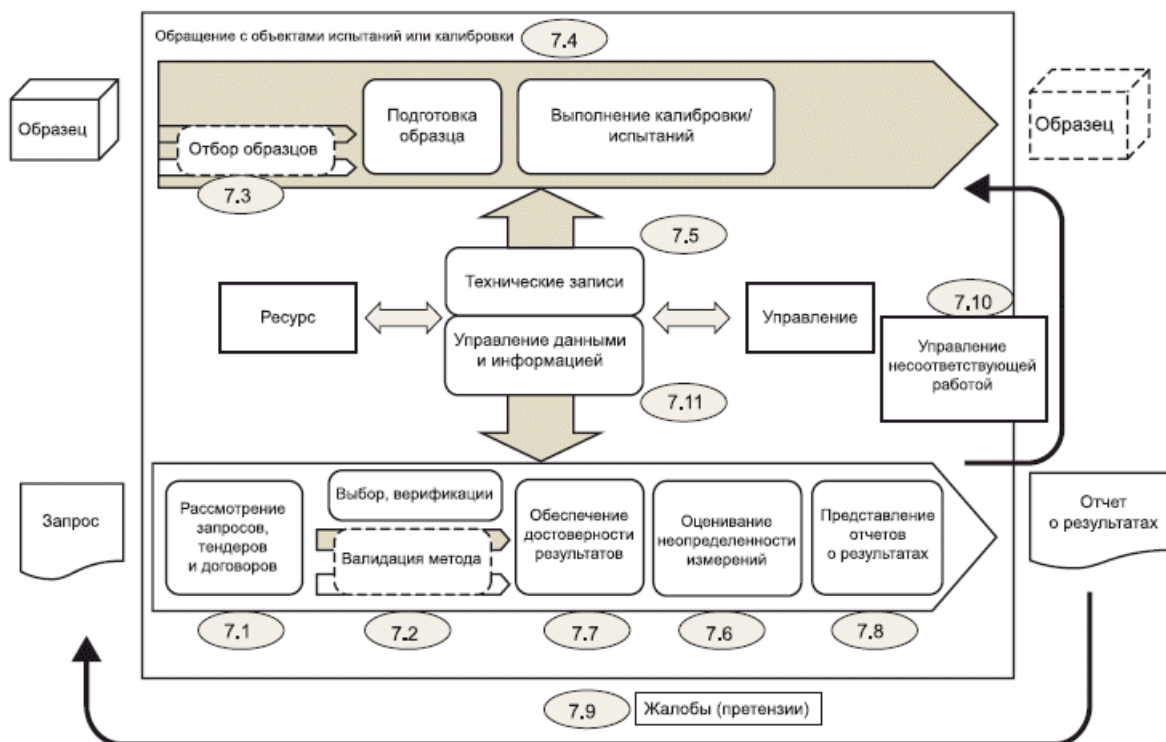 Обращение с объектами испытаний или калибровки
7.4
Образец
Отбор образцов
7.3
Подготовка
образца
Выполнение калибровки/
испытаний
Образец
7.5
Технические записи
Ресурс
Управление
Управление данными
и информацией
7.11
7.10
Управление
несоответствующей
работой
Запрос
Рассмотрение
запросов,
тендеров
и договоров
7.1
Выбор, верификации
Валидация метода
7.2
Обеспечение
достоверности
результатов
7.7
Оценивание
неопределенности
измерений
7.6
Представление
отчетов
о результатах
7.8
Отчет
о результатах
7.9
Жалобы (претензии)